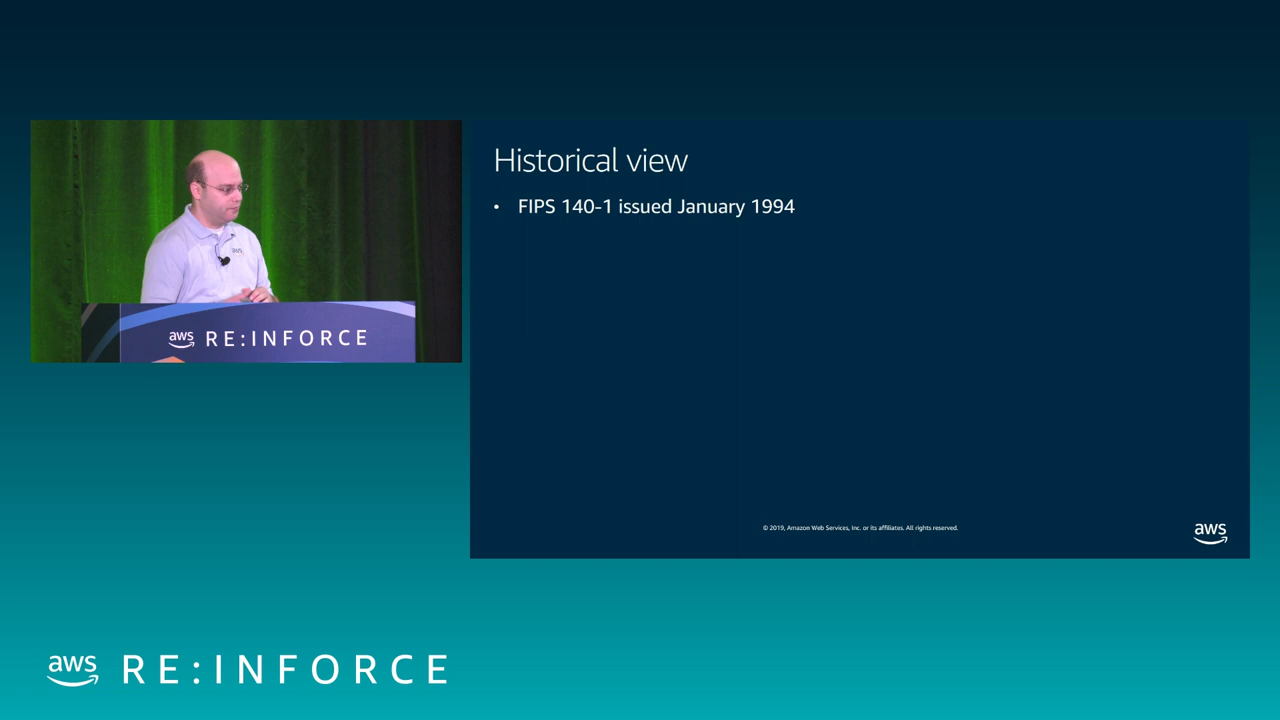 Historical view
• FIPS 140-1 issued January 1994
aws
aws RE:INFORCE
© 2019, Amazon Web Services, Inc. or its affiliates. All rights reserved.
aws
aws RE:INFORCE